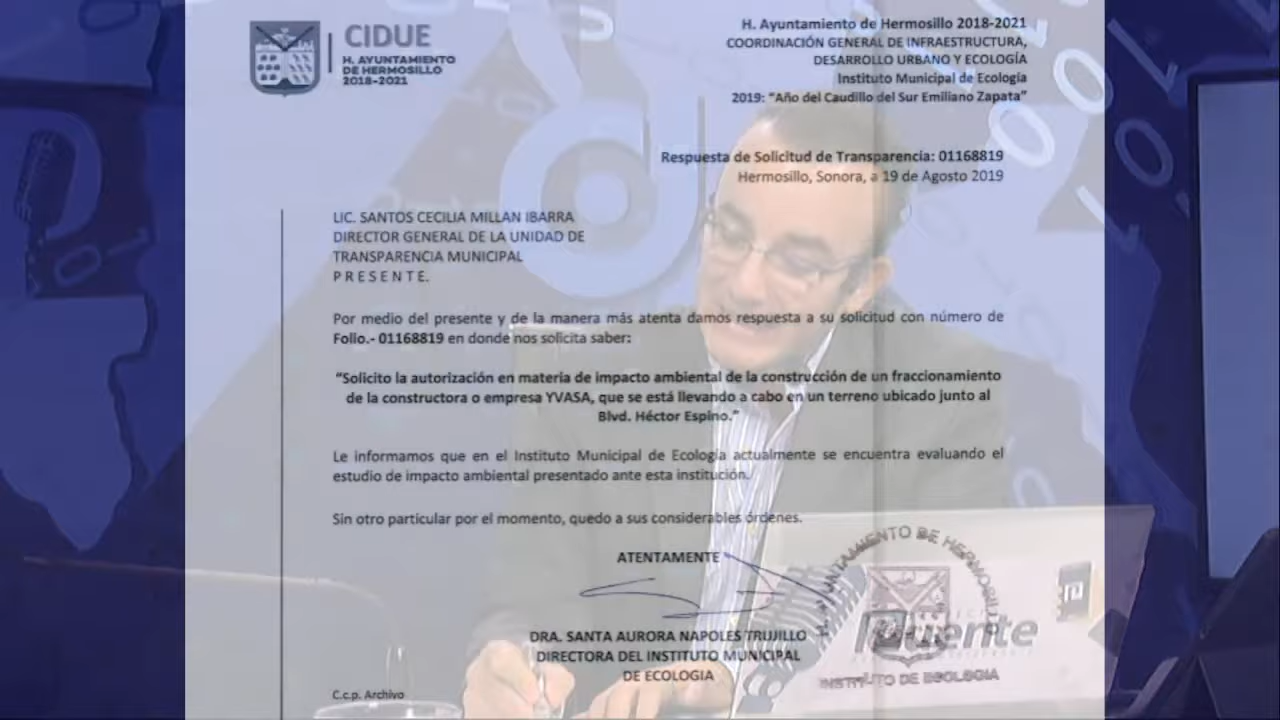 CIDUE
H. AYUNTAMIENTO
DE HERMOSILLO
2018-2021
H. Ayuntamiento de Hermosillo 2018-2021
COORDINACIÓN GENERAL DE INFRAESTRUCTURA,
DESARROLLO URBANO Y ECOLOGÍA
Instituto Municipal de Ecología
2019: “Año del Caudillo del Sur Emiliano Zapata”
Respuesta de Solicitud de Transparencia: 01168819
Hermosillo, Sonora, a 19 de Agosto 2019
LIC. SANTOS CECILIA MILLAN IBARRA
DIRECTOR GENERAL DE LA UNIDAD DE
TRANSPARENCIA MUNICIPAL
P R E S E N T E.
Por medio del presente y de la manera más atenta damos respuesta a su solicitud con número de
Folio.- 01168819 en donde nos solicita saber:
“Solicito la autorización en materia de impacto ambiental de la construcción de un fraccionamiento
de la constructora o empresa YVASA, que se está llevando a cabo en un terreno ubicado junto al
Blvd. Héctor Espino.”
Le informamos que en el Instituto Municipal de Ecología actualmente se encuentra evaluando el
estudio de impacto ambiental presentado ante esta institución.
Sin otro particular por el momento, quedo a sus considerables órdenes.
ATENTAMENTE
H. AYUNTAMIENTO DE HERMOSILLO
DRA. SANTA AURORA NAPOLES TRUJILLO
DIRECTORA DEL INSTITUTO MUNICIPAL
DE ECOLOGIA
INSTITUTO DE ECOLOGIA
C.c.p. Archivo